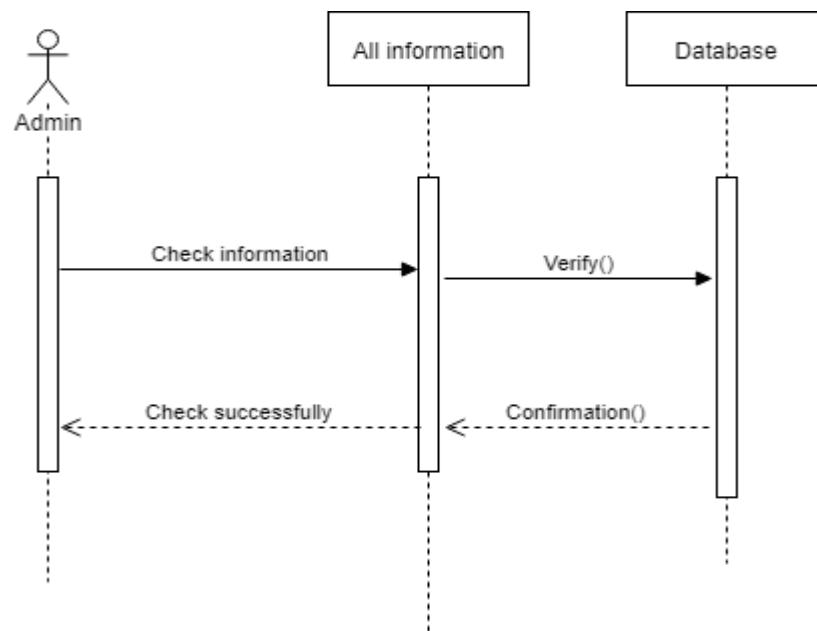 All information
Database
Admin
Check information
Verify()
Check successfully
Confirmation()